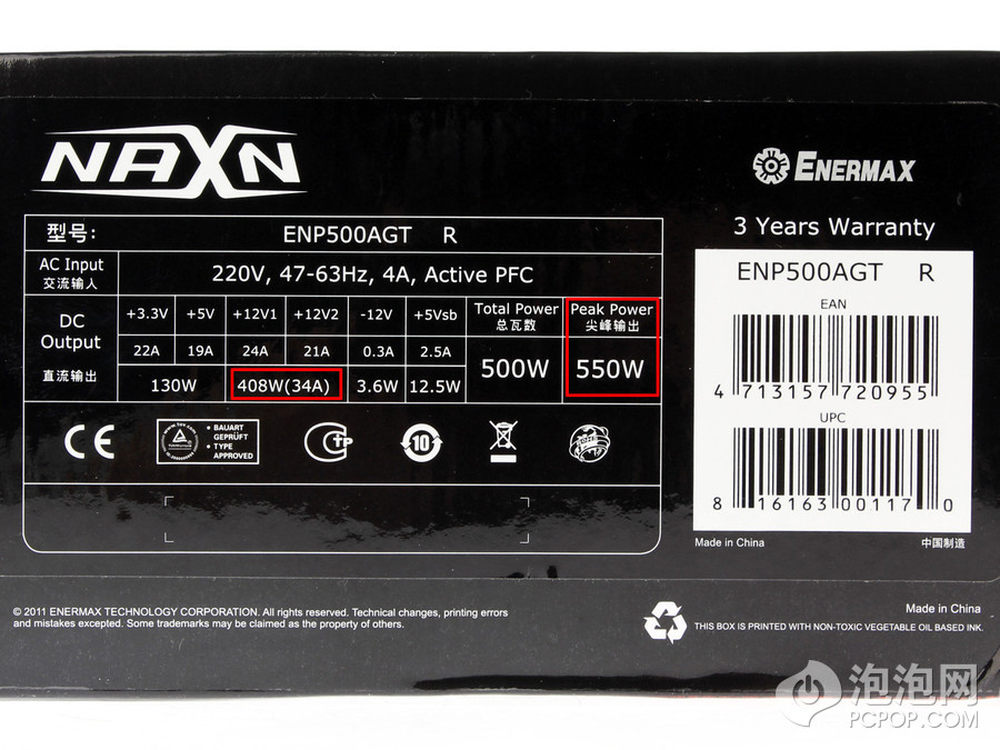 NAXN
ENERMAX
型号: ENP500AGT R
AC Input
交流输入
220V, 47-63Hz, 4A, Active PFC
DC
Output
直流输出
+3.3V +5V +12V1 +12V2 -12V +5Vsb Total Power 总瓦数 Peak Power 尖峰输出
22A 19A 24A 21A 0.3A 2.5A
130W 408W(34A) 3.6W 12.5W 500W 550W
CE
BAUART
GEPRÜFT
TYPE
APPROVED
10
3 Years Warranty
ENP500AGT R
EAN
4 713157 720955
UPC
8 16163 00117 0
Made in China 中国制造
© 2011 ENERMAX TECHNOLOGY CORPORATION. All rights reserved. Technical changes, printing errors
and mistakes excepted. Some trademarks may be claimed as the property of others.
Made in China
THIS BOX IS PRINTED WITH NON-TOXIC VEGETABLE OIL BASED INK.
泡泡网
PCPOP.COM